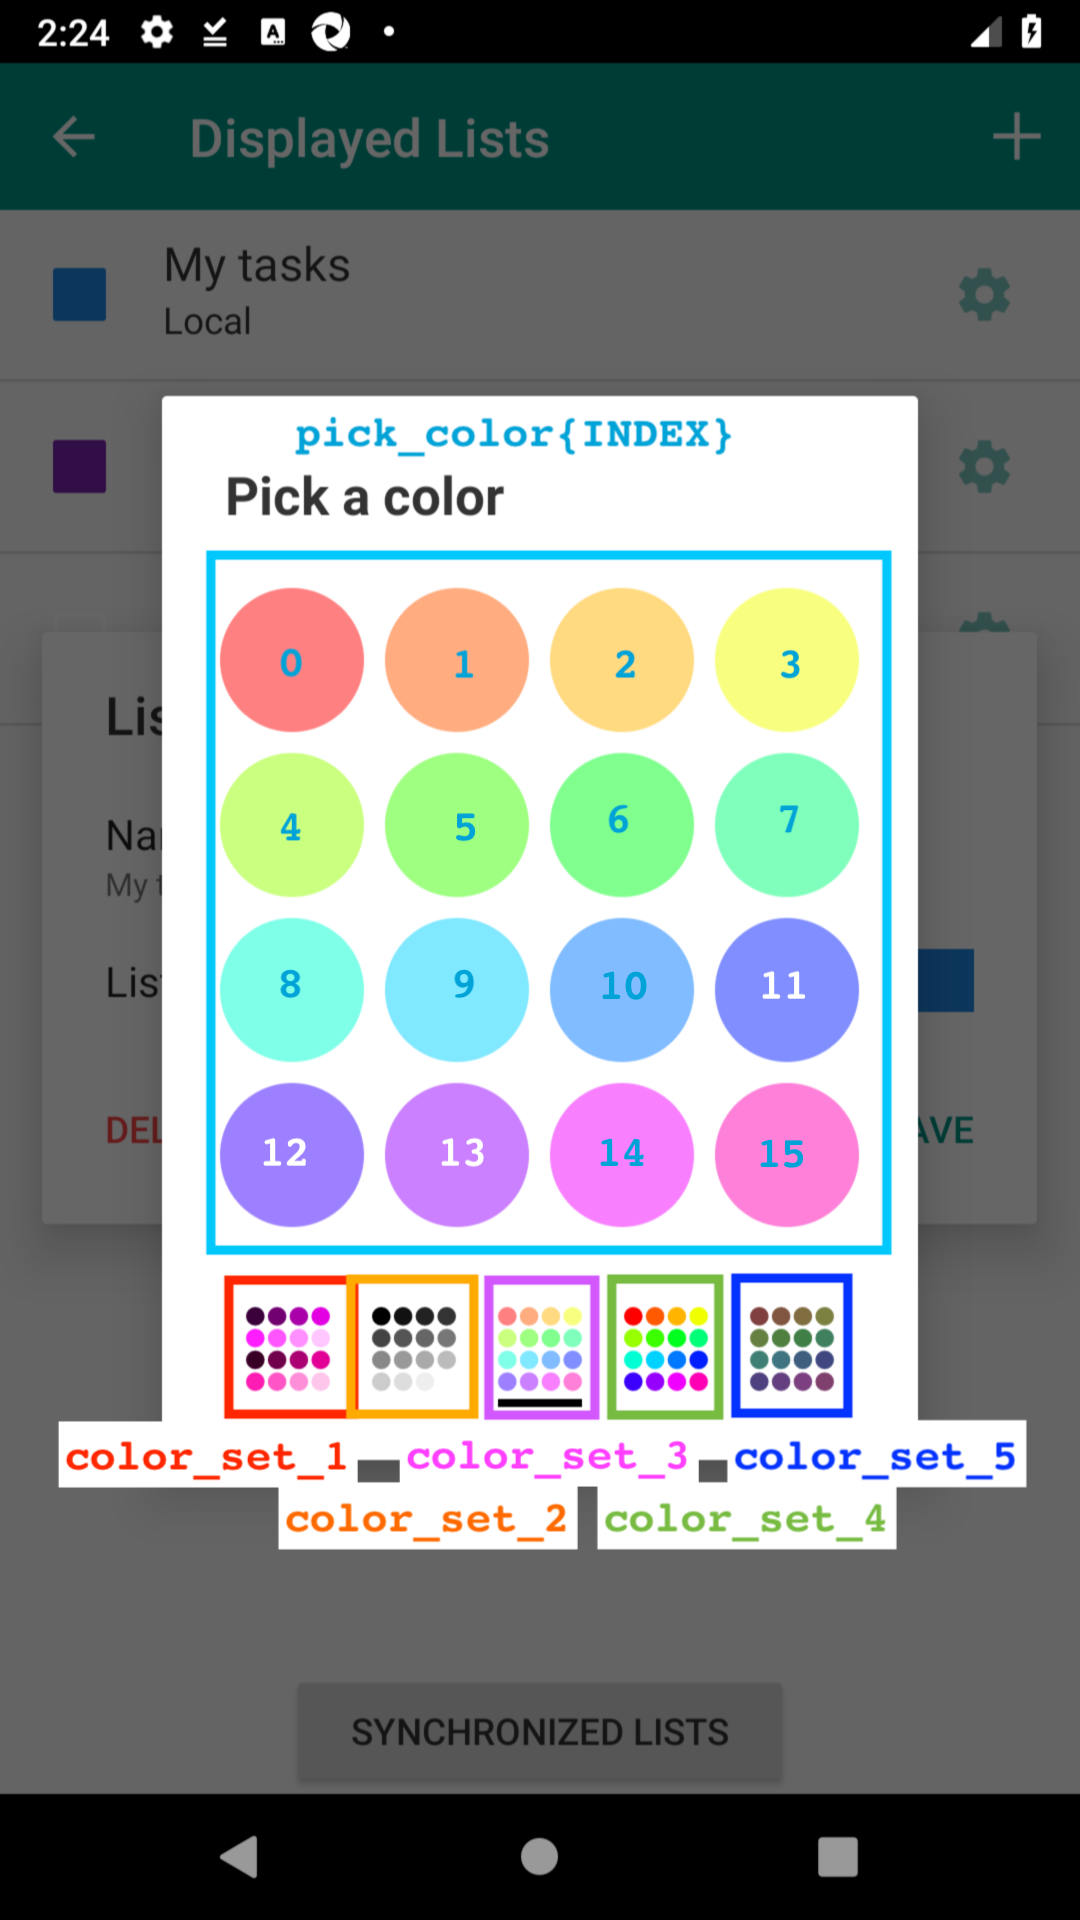 2:24
Displayed Lists
My tasks
Local
pick_color{INDEX}
Pick a color
0 1 2 3
Lis
4 5 6 7
Na
My t
8 9 10 11
Lis
12 13 14 15
DEL
AVE
color_set_1 color_set_3 color_set_5
color_set_2 color_set_4
SYNCHRONIZED LISTS